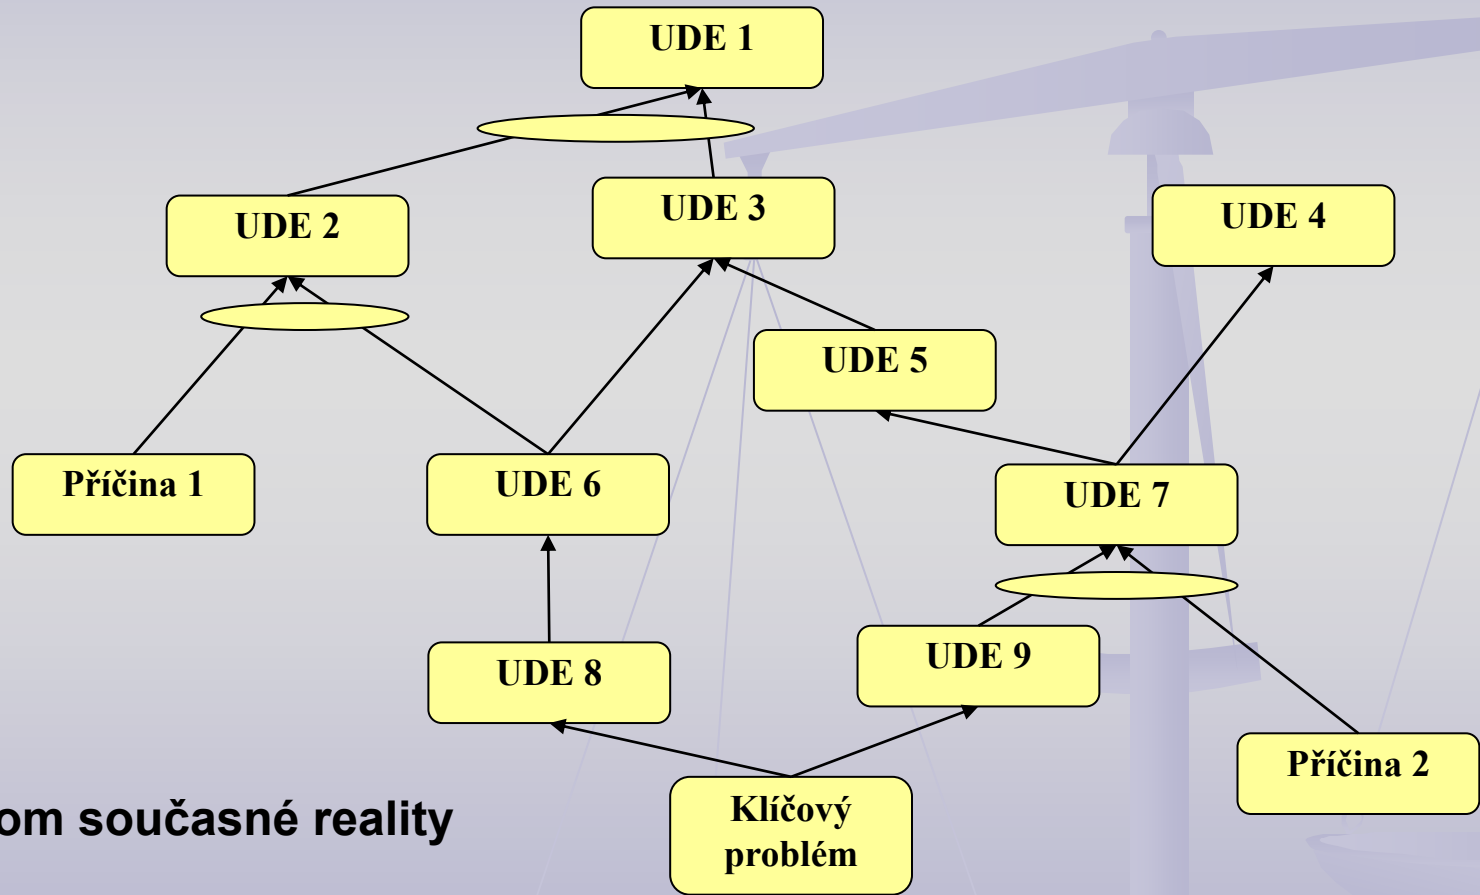 UDE 1
UDE 2
UDE 3
UDE 4
UDE 5
Příčina 1
UDE 6
UDE 7
UDE 8
UDE 9
Příčina 2
Klíčový
problém
om současné reality